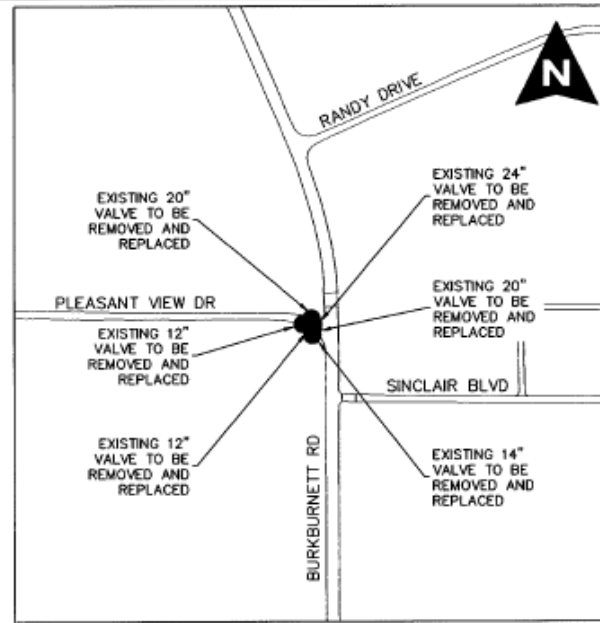 N
RANDY DRIVE
EXISTING 20"
VALVE TO BE
REMOVED AND
REPLACED
EXISTING 24"
VALVE TO BE
REMOVED AND
REPLACED
PLEASANT VIEW DR
EXISTING 20"
VALVE TO BE
REMOVED AND
REPLACED
EXISTING 12"
VALVE TO BE
REMOVED AND
REPLACED
SINCLAIR BLVD
EXISTING 12"
VALVE TO BE
REMOVED AND
REPLACED
BURKBURNETT RD
EXISTING 14"
VALVE TO BE
REMOVED AND
REPLACED